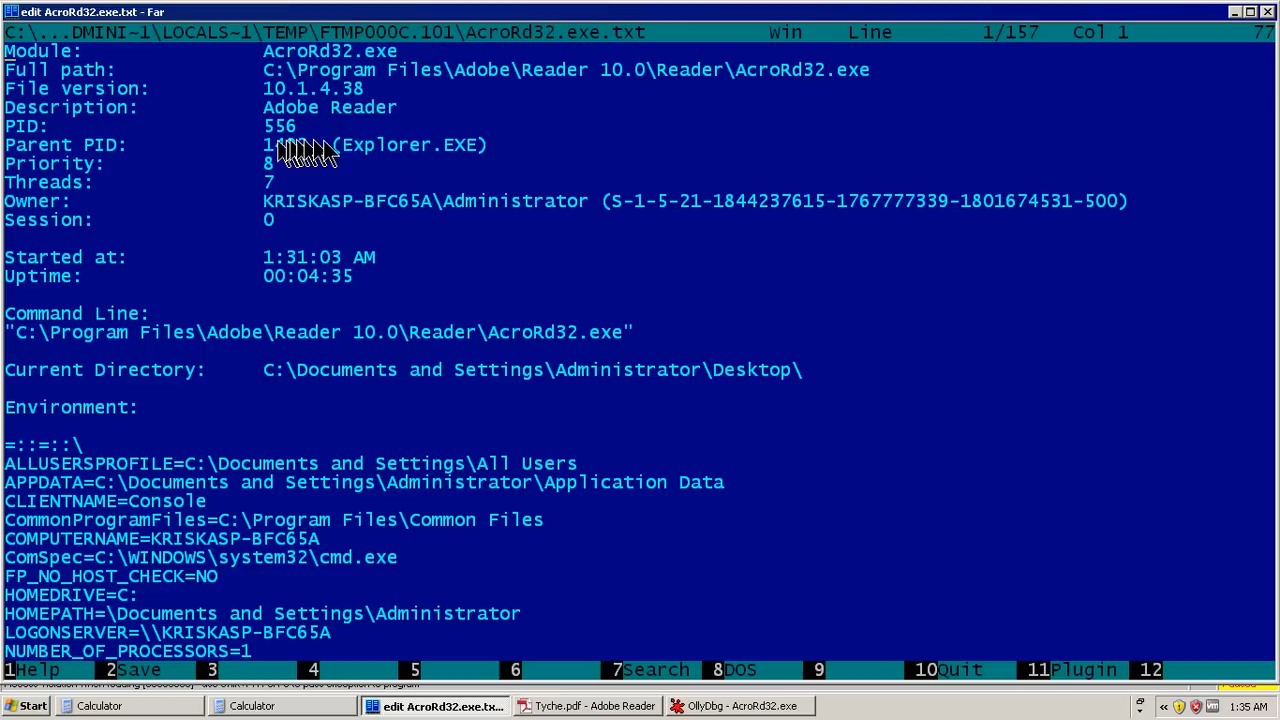 edit AcroRd32.exe.txt - Far
C:\...DMINI~1\LOCALS~1\TEMP\FTMP000C.101\AcroRd32.exe.txt Win Line 1/157 Col 1 77
Module: AcroRd32.exe
Full path: C:\Program Files\Adobe\Reader 10.0\Reader\AcroRd32.exe
File version: 10.1.4.38
Description: Adobe Reader
PID: 556
Parent PID: (Explorer.EXE)
Priority: 8
Threads: 7
Owner: KRISKASP-BFC65A\Administrator (S-1-5-21-1844237615-1767777339-1801674531-500)
Session: 0
Started at: 1:31:03 AM
Uptime: 00:04:35
Command Line:
"C:\Program Files\Adobe\Reader 10.0\Reader\AcroRd32.exe"
Current Directory: C:\Documents and Settings\Administrator\Desktop\
Environment:
=::=::\
ALLUSERSPROFILE=C:\Documents and Settings\All Users
APPDATA=C:\Documents and Settings\Administrator\Application Data
CLIENTNAME=Console
CommonProgramFiles=C:\Program Files\Common Files
COMPUTERNAME=KRISKASP-BFC65A
ComSpec=C:\WINDOWS\system32\cmd.exe
FP_NO_HOST_CHECK=NO
HOMEDRIVE=C:
HOMEPATH=\Documents and Settings\Administrator
LOGONSERVER=\\KRISKASP-BFC65A
NUMBER_OF_PROCESSORS=1
1Help 2Save 3 4 5 6 7Search 8DOS 9 10Quit 11Plugin 12
Start Calculator Calculator edit AcroRd32.exe.tx... Tyche.pdf - Adobe Reader OllyDbg - AcroRd32.exe 1:35 AM